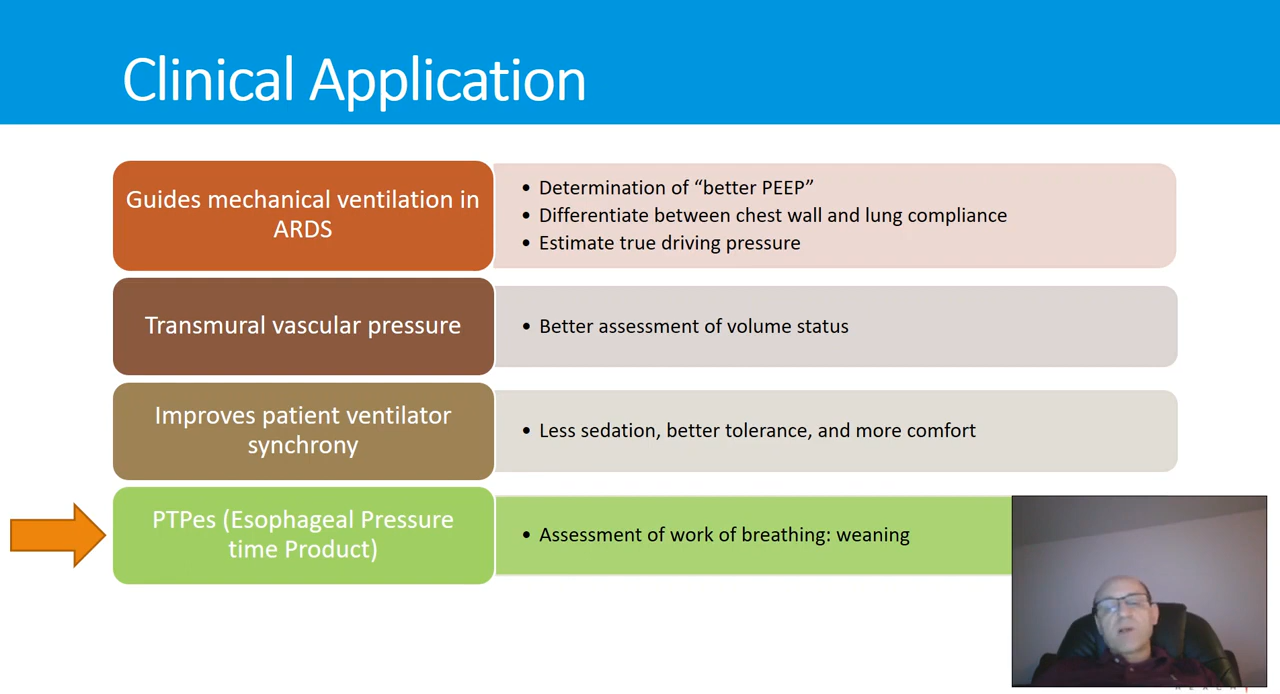 Clinical Application
Guides mechanical ventilation in
ARDS
• Determination of “better PEEP”
• Differentiate between chest wall and lung compliance
• Estimate true driving pressure
Transmural vascular pressure
• Better assessment of volume status
Improves patient ventilator
synchrony
• Less sedation, better tolerance, and more comfort
PTPes (Esophageal Pressure
time Product)
• Assessment of work of breathing: weaning